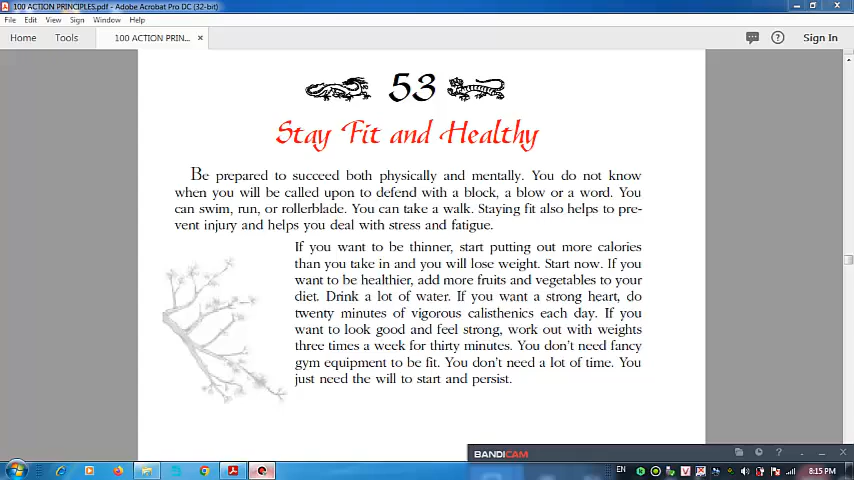 100 ACTION PRINCIPLES.pdf - Adobe Acrobat Pro DC (32-bit)
File Edit View Sign Window Help
Home Tools 100 ACTION PRIN... × Sign In
53
Stay Fit and Healthy
Be prepared to succeed both physically and mentally. You do not know
when you will be called upon to defend with a block, a blow or a word. You
can swim, run, or rollerblade. You can take a walk. Staying fit also helps to pre-
vent injury and helps you deal with stress and fatigue.
If you want to be thinner, start putting out more calories
than you take in and you will lose weight. Start now. If you
want to be healthier, add more fruits and vegetables to your
diet. Drink a lot of water. If you want a strong heart, do
twenty minutes of vigorous calisthenics each day. If you
want to look good and feel strong, work out with weights
three times a week for thirty minutes. You don't need fancy
gym equipment to be fit. You don't need a lot of time. You
just need the will to start and persist.
BANDICAM
EN 8:15 PM